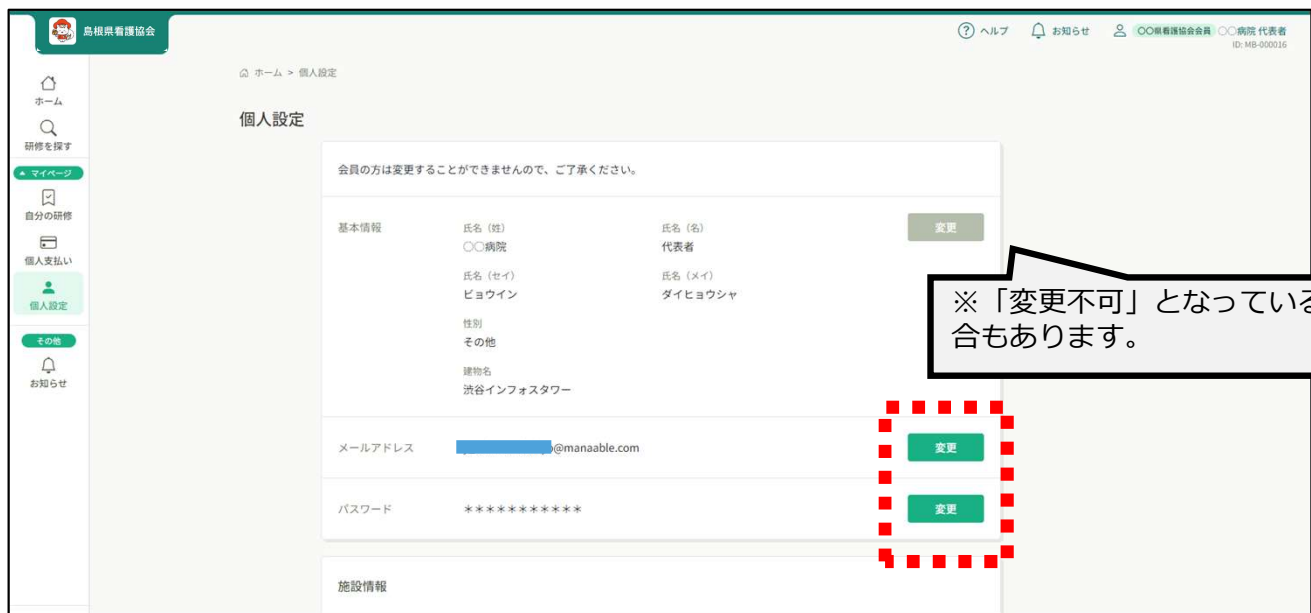 島根県看護協会
ヘルプ
お知らせ
〇〇県看護協会会員
〇〇病院 代表者
ID: MB-000016
ホーム > 個人設定
ホーム
研修を探す
マイページ
自分の研修
個人支払い
個人設定
その他
お知らせ
個人設定
会員の方は変更することができませんので、ご了承ください。
基本情報
氏名（姓）
〇〇病院
氏名（名）
代表者
変更
氏名（セイ）
ビョウイン
氏名（メイ）
ダイヒョウシャ
性別
その他
建物名
渋谷インフォスタワー
※「変更不可」となっている
合もあります。
メールアドレス
@manaable.com
変更
パスワード
***********
変更
施設情報